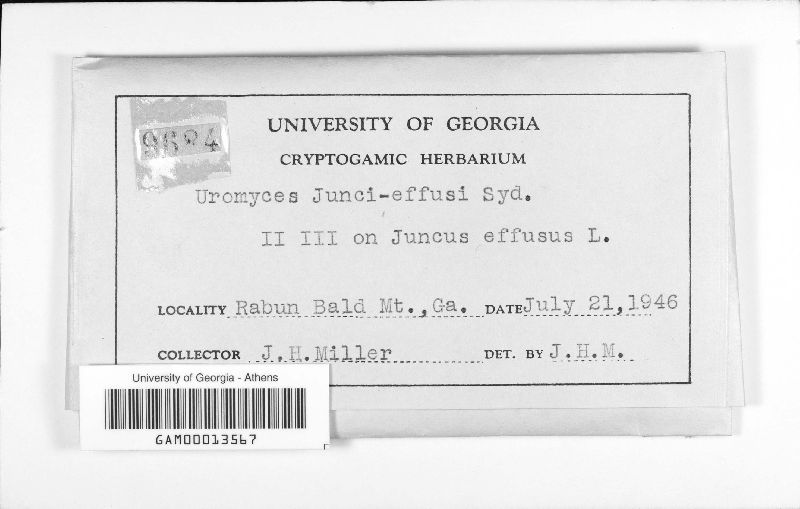 9604
UNIVERSITY OF GEORGIA
CRYPTOGAMIC HERBARIUM
Uromyces Junci-effusi Syd.
II III on Juncus effusus L.
LOCALITY Rabun Bald Mt., Ga. DATE July 21, 1946
COLLECTOR J.H.Miller DET. BY J.H.M.
University of Georgia - Athens
GAM00013567